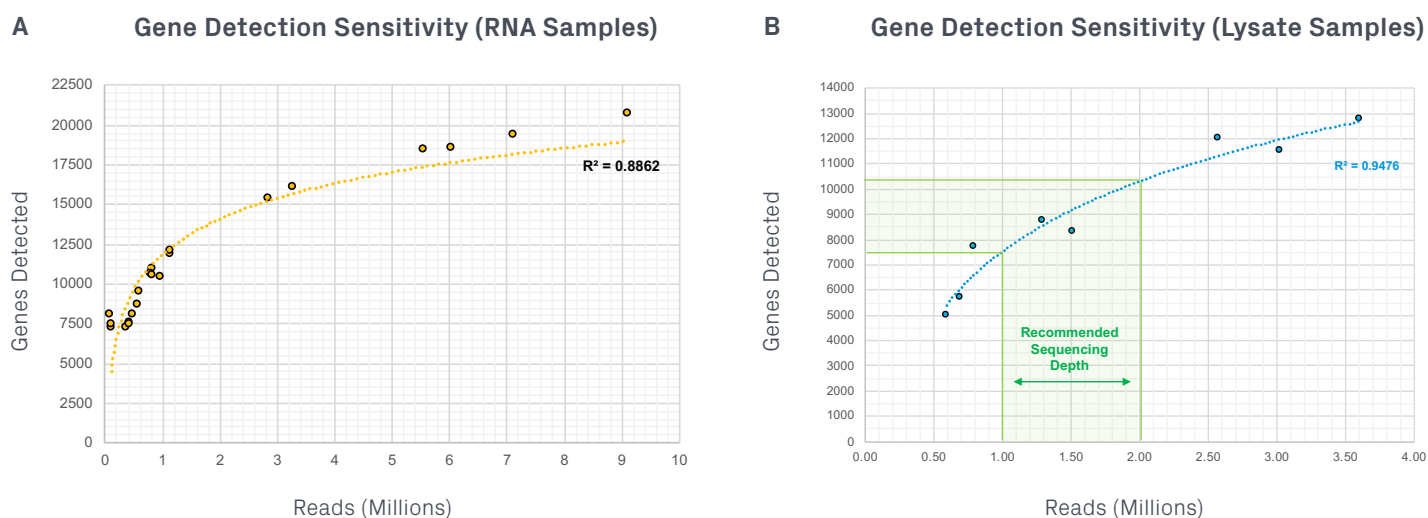 A
Gene Detection Sensitivity (RNA Samples)
22500
20000
17500
15000
12500
10000
7500
5000
2500
0
Genes Detected
R² = 0.8862
0 1 2 3 4 5 6 7 8 9 10
Reads (Millions)
B
Gene Detection Sensitivity (Lysate Samples)
14000
13000
12000
11000
10000
9000
8000
7000
6000
5000
4000
3000
2000
1000
0
Genes Detected
R² = 0.9476
Recommended
Sequencing
Depth
0.00 0.50 1.00 1.50 2.00 2.50 3.00 3.50 4.00
Reads (Millions)